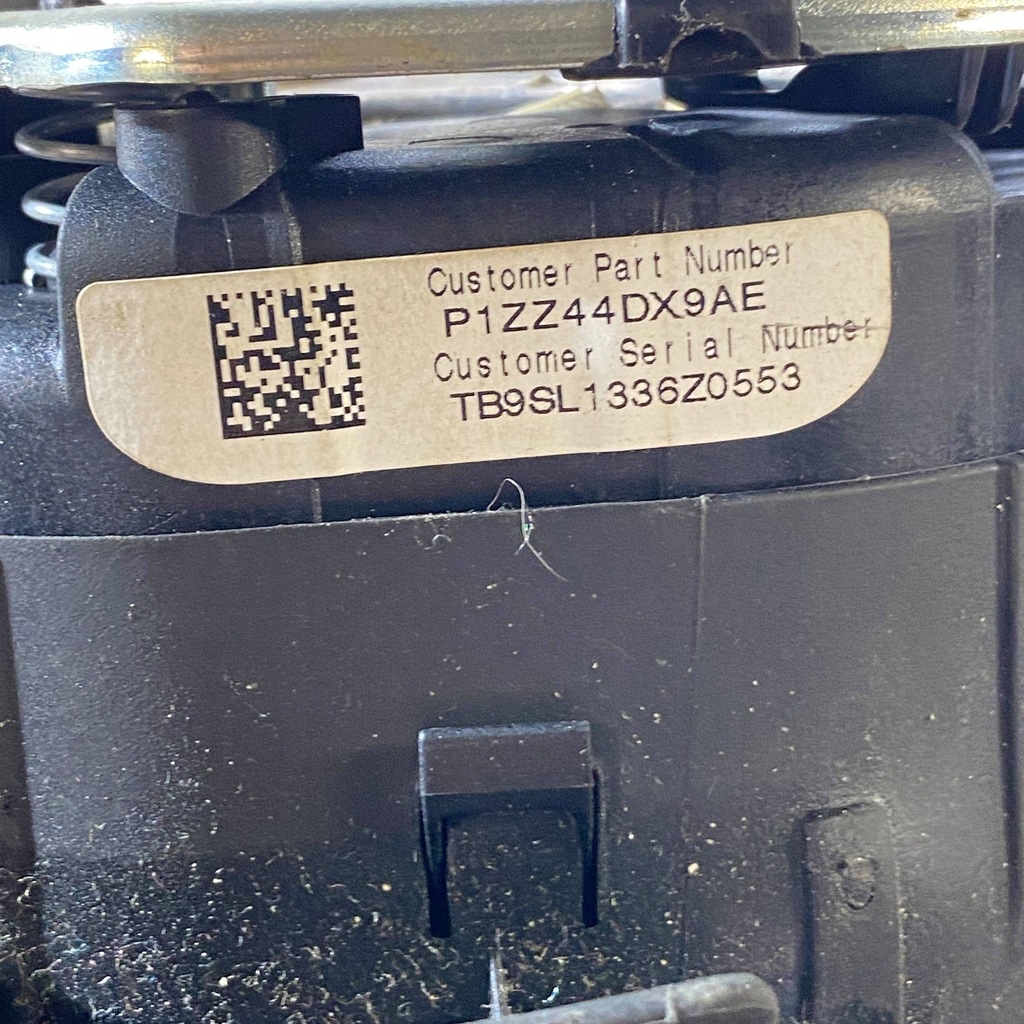 Customer Part Number
P1ZZ44DX9AE
Customer Serial Number
TB9SL1336Z0553